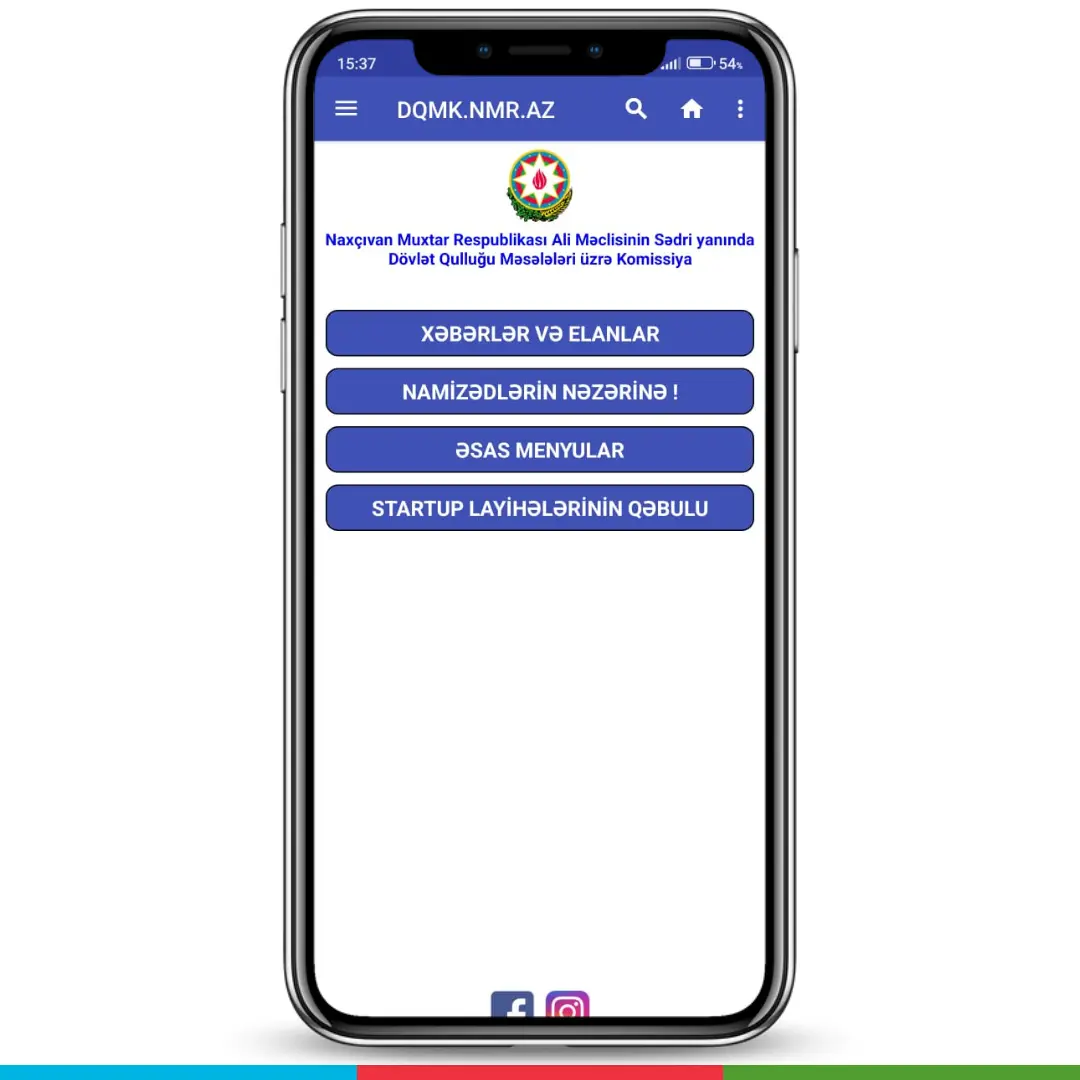 15:37
54%
DQMK.NMR.AZ
Naxçıvan Muxtar Respublikası Ali Məclisinin Sədri yanında
Dövlət Qulluğu Məsələləri üzrə Komissiya
XƏBƏRLƏR VƏ ELANLAR
NAMİZƏDLƏRİN NƏZƏRİNƏ !
ƏSAS MENYULAR
STARTUP LAYİHƏLƏRİNİN QƏBULU